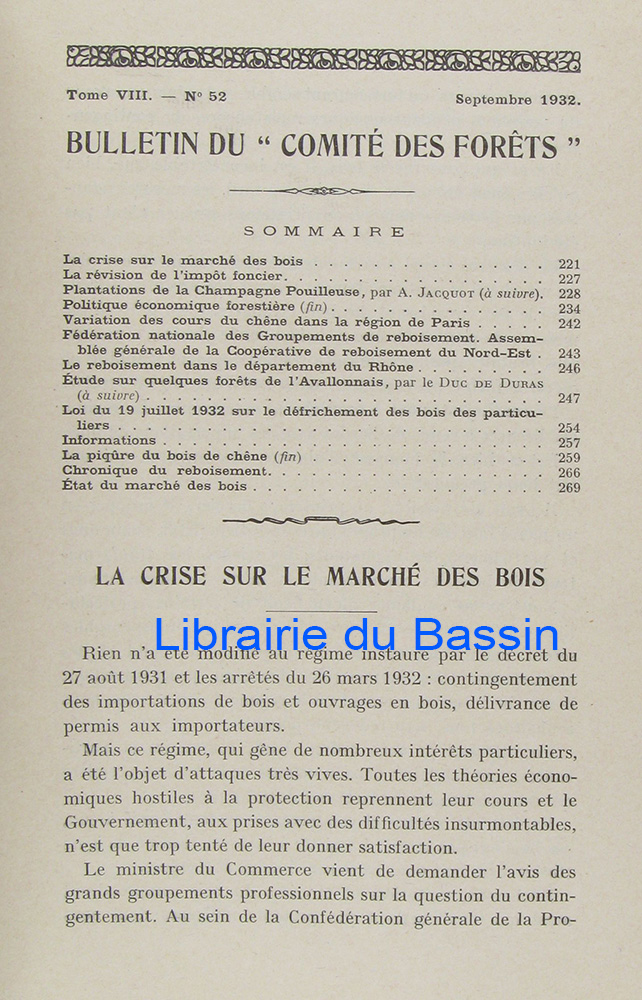 Tome VIII. — N° 52 Septembre 1932.
BULLETIN DU “ COMITÉ DES FORÊTS ”
SOMMAIRE
La crise sur le marché des bois . . . . . . . . . . . . . . . . 221
La révision de l'impôt foncier. . . . . . . . . . . . . . . . . 227
Plantations de la Champagne Pouilleuse, par A. JACQUOT (à suivre). 228
Politique économique forestière (fin) . . . . . . . . . . . . . . 234
Variation des cours du chêne dans la région de Paris . . . . . 242
Fédération nationale des Groupements de reboisement. Assem-
blée générale de la Coopérative de reboisement du Nord-Est . 243
Le reboisement dans le département du Rhône . . . . . . . . . 246
Étude sur quelques forêts de l'Avallonnais, par le DUC DE DURAS
(à suivre) . . . . . . . . . . . . . . . . . . . . . . . . . . 247
Loi du 19 juillet 1932 sur le défrichement des bois des particu-
liers . . . . . . . . . . . . . . . . . . . . . . . . . . . . 254
Informations . . . . . . . . . . . . . . . . . . . . . . . . . 257
La piqûre du bois de chêne (fin) . . . . . . . . . . . . . . . 259
Chronique du reboisement. . . . . . . . . . . . . . . . . . . 266
État du marché des bois . . . . . . . . . . . . . . . . . . . . 269
LA CRISE SUR LE MARCHÉ DES BOIS
Librairie du Bassin
Rien n'a été modifié au régime instauré par le décret du
27 août 1931 et les arrêtés du 26 mars 1932 : contingentement
des importations de bois et ouvrages en bois, délivrance de
permis aux importateurs.
Mais ce régime, qui gêne de nombreux intérêts particuliers,
a été l'objet d'attaques très vives. Toutes les théories écono-
miques hostiles à la protection reprennent leur cours et le
Gouvernement, aux prises avec des difficultés insurmontables,
n'est que trop tenté de leur donner satisfaction.
Le ministre du Commerce vient de demander l'avis des
grands groupements professionnels sur la question du contin-
gentement. Au sein de la Confédération générale de la Pro-